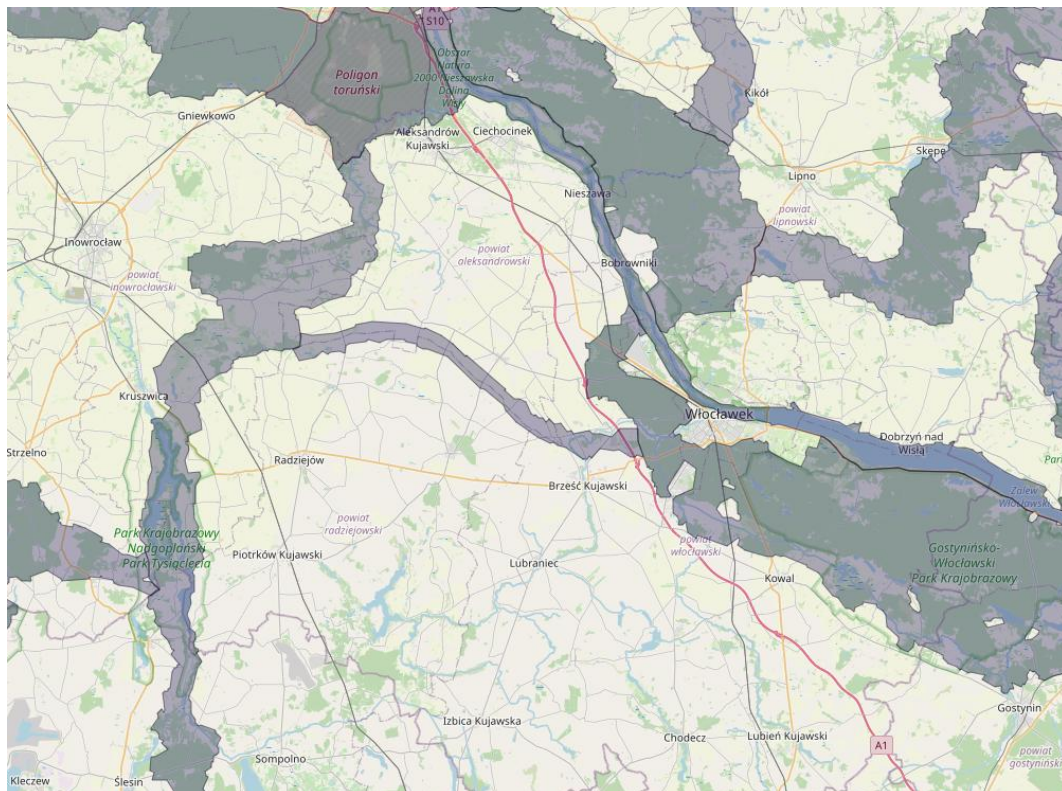 A1
S10
Obszar
Natura
2000 Nieszawska
Dolina
Wisły
Poligon
toruński
Gniewkowo
Aleksandrów
Kujawski
Ciechocinek
Kikół
Skępe
Lipno
Nieszawa
powiat
lipnowski
Inowrocław
powiat
aleksandrowski
Bobrowniki
powiat
inowrocławski
Kruszwica
Włocławek
Dobrzyń nad
Wisłą
Strzelno
Radziejów
Brześć Kujawski
Par
Zalew
Włocławski
Park Krajobrazowy
Nadgoplański
Park Tysiąclecia
powiat
radziejowski
powiat
włocławski
Gostynińsko-
Włocławski
Park Krajobrazowy
Piotrków Kujawski
Lubraniec
Kowal
Gostynin
Izbica Kujawska
Chodecz
Lubień Kujawski
A1
powiat
gostyniński
Sompolno
Kleczew
Ślesin